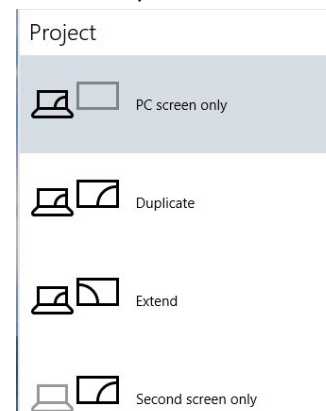 Project
PC screen only
Duplicate
Extend
Second screen only